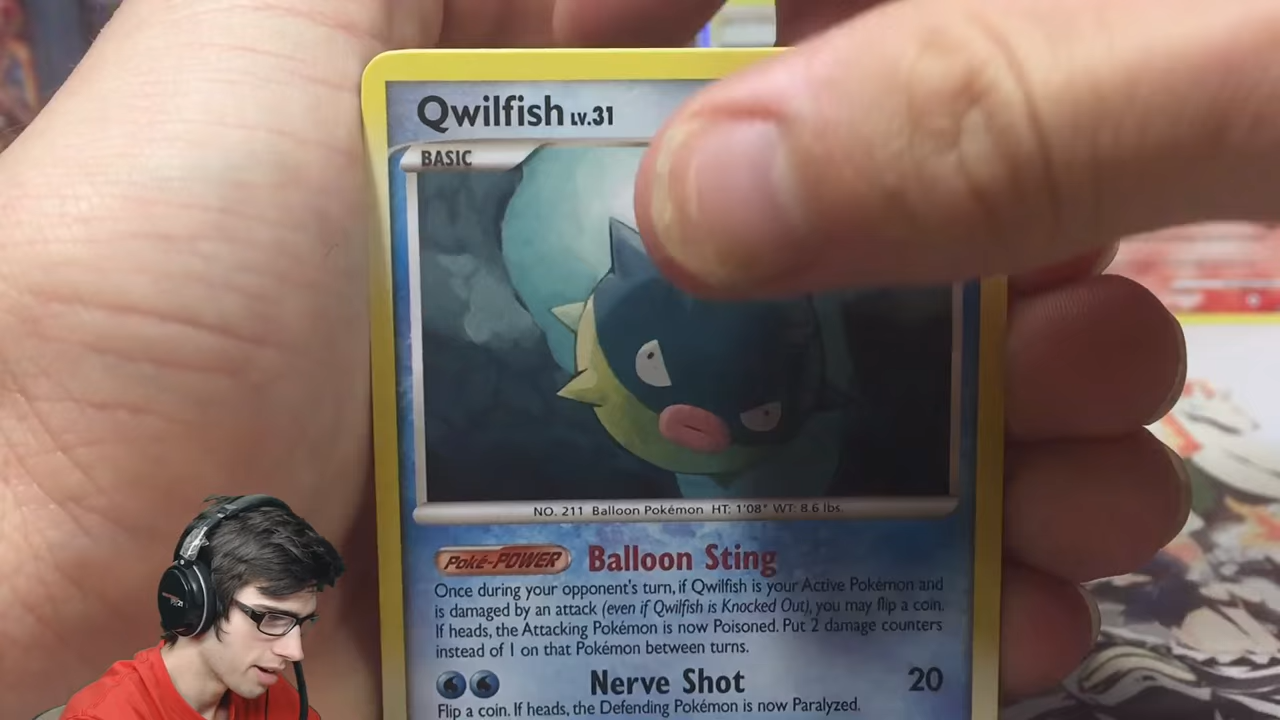 Qwilfish LV.31
BASIC
NO. 211 Balloon Pokémon HT: 1'08" WT: 8.6 lbs.
Poké-POWER Balloon Sting
Once during your opponent's turn, if Qwilfish is your Active Pokémon and
is damaged by an attack (even if Qwilfish is Knocked Out), you may flip a coin.
If heads, the Attacking Pokémon is now Poisoned. Put 2 damage counters
instead of 1 on that Pokémon between turns.
Nerve Shot 20
Flip a coin. If heads, the Defending Pokémon is now Paralyzed.